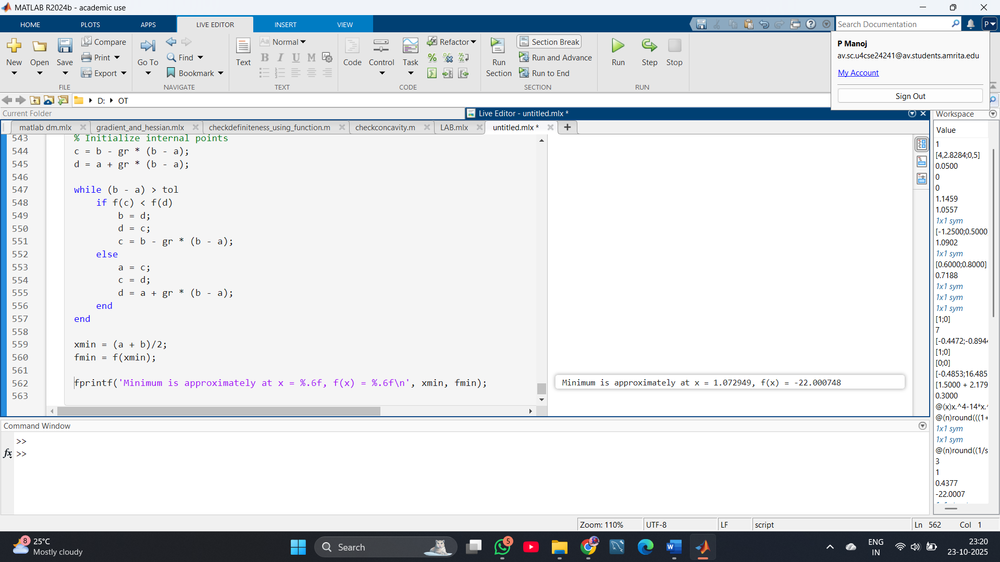 MATLAB R2024b - academic use
HOME
PLOTS
APPS
LIVE EDITOR
INSERT
VIEW
Search Documentation
P
New
Open
Save
Compare
Print
Export
Go To
Find
Bookmark
Text
Aa Normal
B I U M
Code
Control
Task
Refactor
Run Section
Section Break
Run and Advance
Run to End
Run
Step
Stop
FILE
NAVIGATE
TEXT
CODE
SECTION
RUN
P Manoj
av.sc.u4cse24241@av.students.amrita.edu
My Account
Sign Out
D:
OT
Current Folder
Live Editor - untitled.mlx *
Workspace
matlab dm.mlx
gradient_and_hessian.mlx
checkdefiniteness_using_function.m
checkconcavity.m
LAB.mlx
untitled.mlx *
543 % Initialize internal points
544 c = b - gr * (b - a);
545 d = a + gr * (b - a);
546
547 while (b - a) > tol
548 if f(c) < f(d)
549 b = d;
550 d = c;
551 c = b - gr * (b - a);
552 else
553 a = c;
554 c = d;
555 d = a + gr * (b - a);
556 end
557 end
558
559 xmin = (a + b)/2;
560 fmin = f(xmin);
561
562 fprintf('Minimum is approximately at x = %.6f, f(x) = %.6f\n', xmin, fmin);
563
Minimum is approximately at x = 1.072949, f(x) = -22.000748
Value
1
[4,2.8284;0,5]
0.0500
0
0
1.1459
1.0557
1x1 sym
[-1.2500;0.5000
1.0902
1x1 sym
[0.6000;0.8000]
0.7188
1x1 sym
1x1 sym
1x1 sym
[1;0]
7
[-0.4472;-0.8944
[1;0]
[0;0]
[-0.4853;16.485
[1.5000 + 2.179
0.3000
@(x)x.^4-14*x.^
@(n)round(((1+
1x1 sym
1x1 sym
@(n)round((1/s
3
1
0.4377
-22.0007
Command Window
>>
fx >>
Zoom: 110%
UTF-8
LF
script
Ln 562 Col 1
8
25°C
Mostly cloudy
Search
5
ENG
IN
23:20
23-10-2025